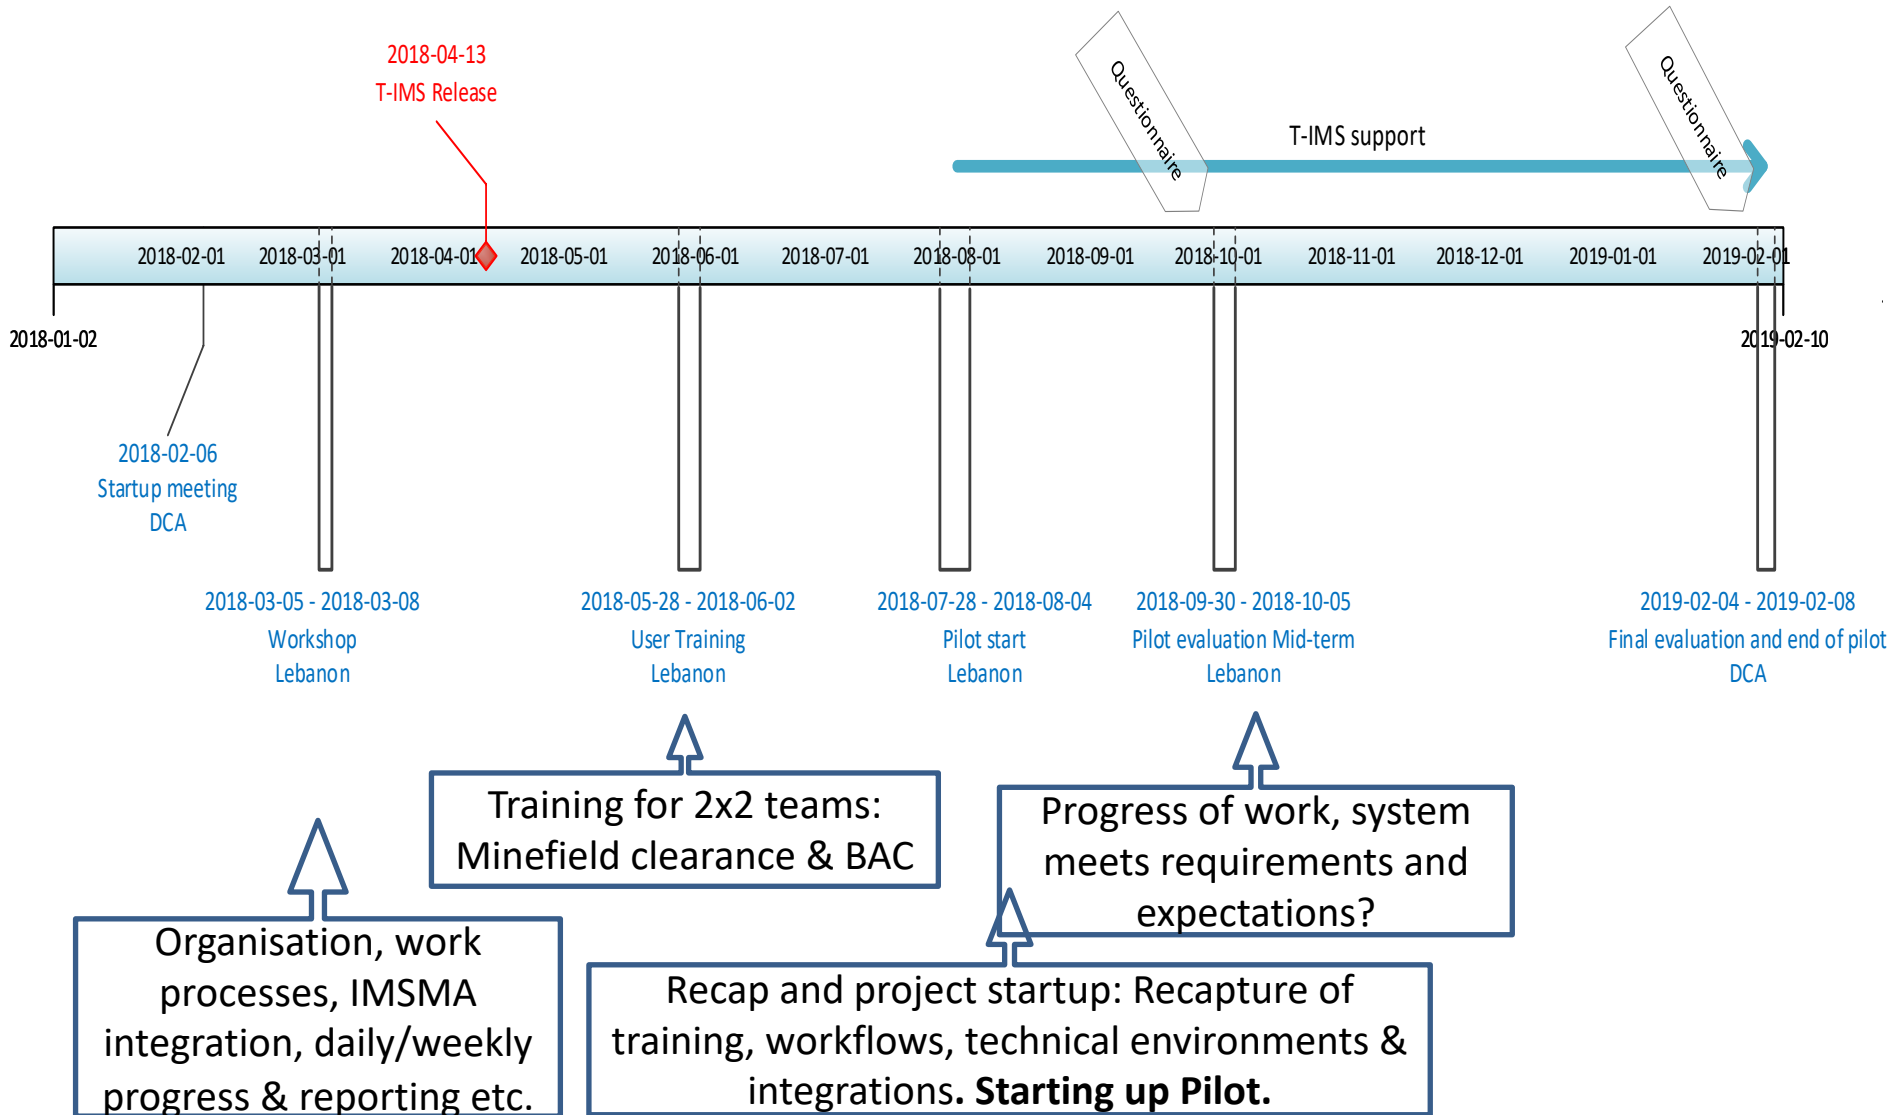 2018-04-13
T-IMS Release
Questionnaire
Questionnaire
T-IMS support
2018-02-01
2018-03-01
2018-04-01
2018-05-01
2018-06-01
2018-07-01
2018-08-01
2018-09-01
2018-10-01
2018-11-01
2018-12-01
2019-01-01
2019-02-01
2018-01-02
2019-02-10
2018-02-06
Startup meeting
DCA
2018-03-05 - 2018-03-08
Workshop
Lebanon
2018-05-28 - 2018-06-02
User Training
Lebanon
2018-07-28 - 2018-08-04
Pilot start
Lebanon
2018-09-30 - 2018-10-05
Pilot evaluation Mid-term
Lebanon
2019-02-04 - 2019-02-08
Final evaluation and end of pilot
DCA
Training for 2x2 teams:
Minefield clearance & BAC
Progress of work, system
meets requirements and
expectations?
Organisation, work
processes, IMSMA
integration, daily/weekly
progress & reporting etc.
Recap and project startup: Recapture of
training, workflows, technical environments &
integrations. Starting up Pilot.